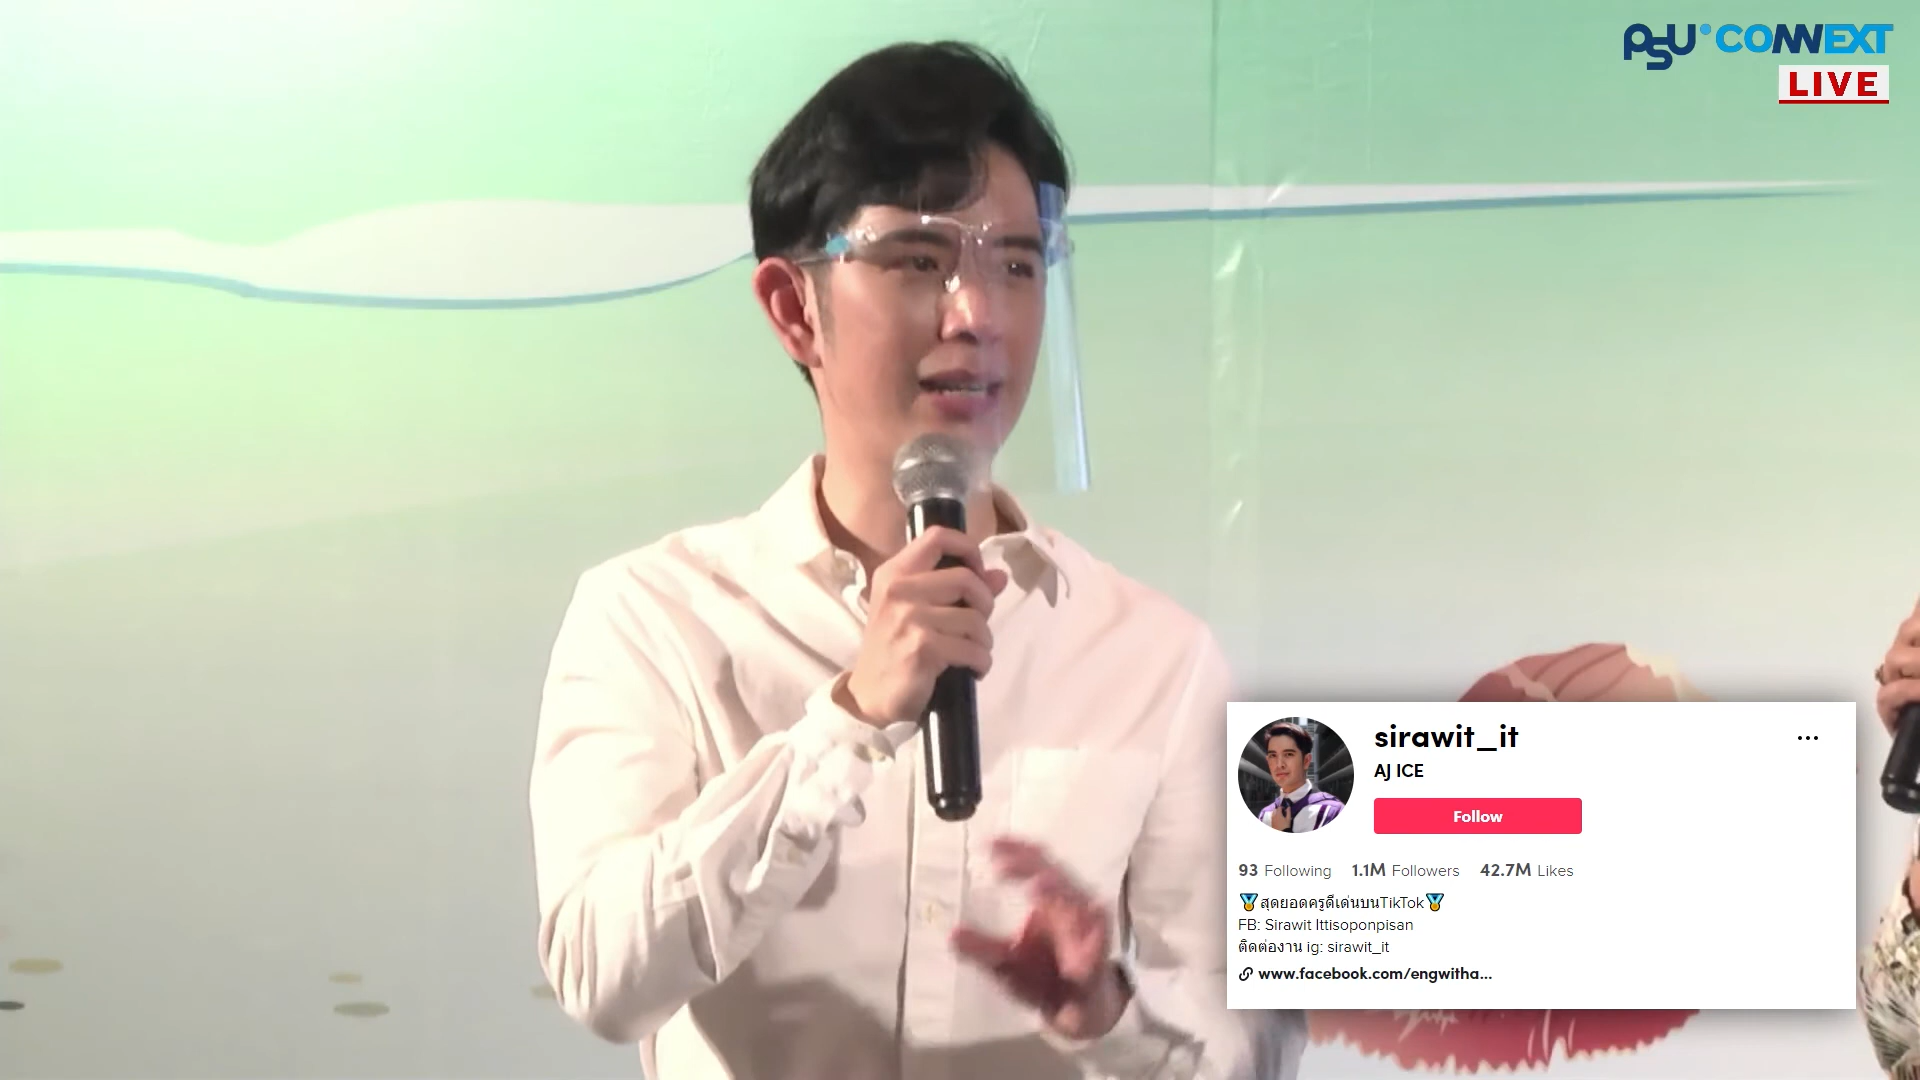 PSU CONNEXT
LIVE
sirawit_it
AJ ICE
Follow
93 Following 1.1M Followers 42.7M Likes
🏅สุดยอดครูดีเด่นบนTikTok🏅
FB: Sirawit Ittisoponpisan
ติดต่องาน ig: sirawit_it
www.facebook.com/engwitha...